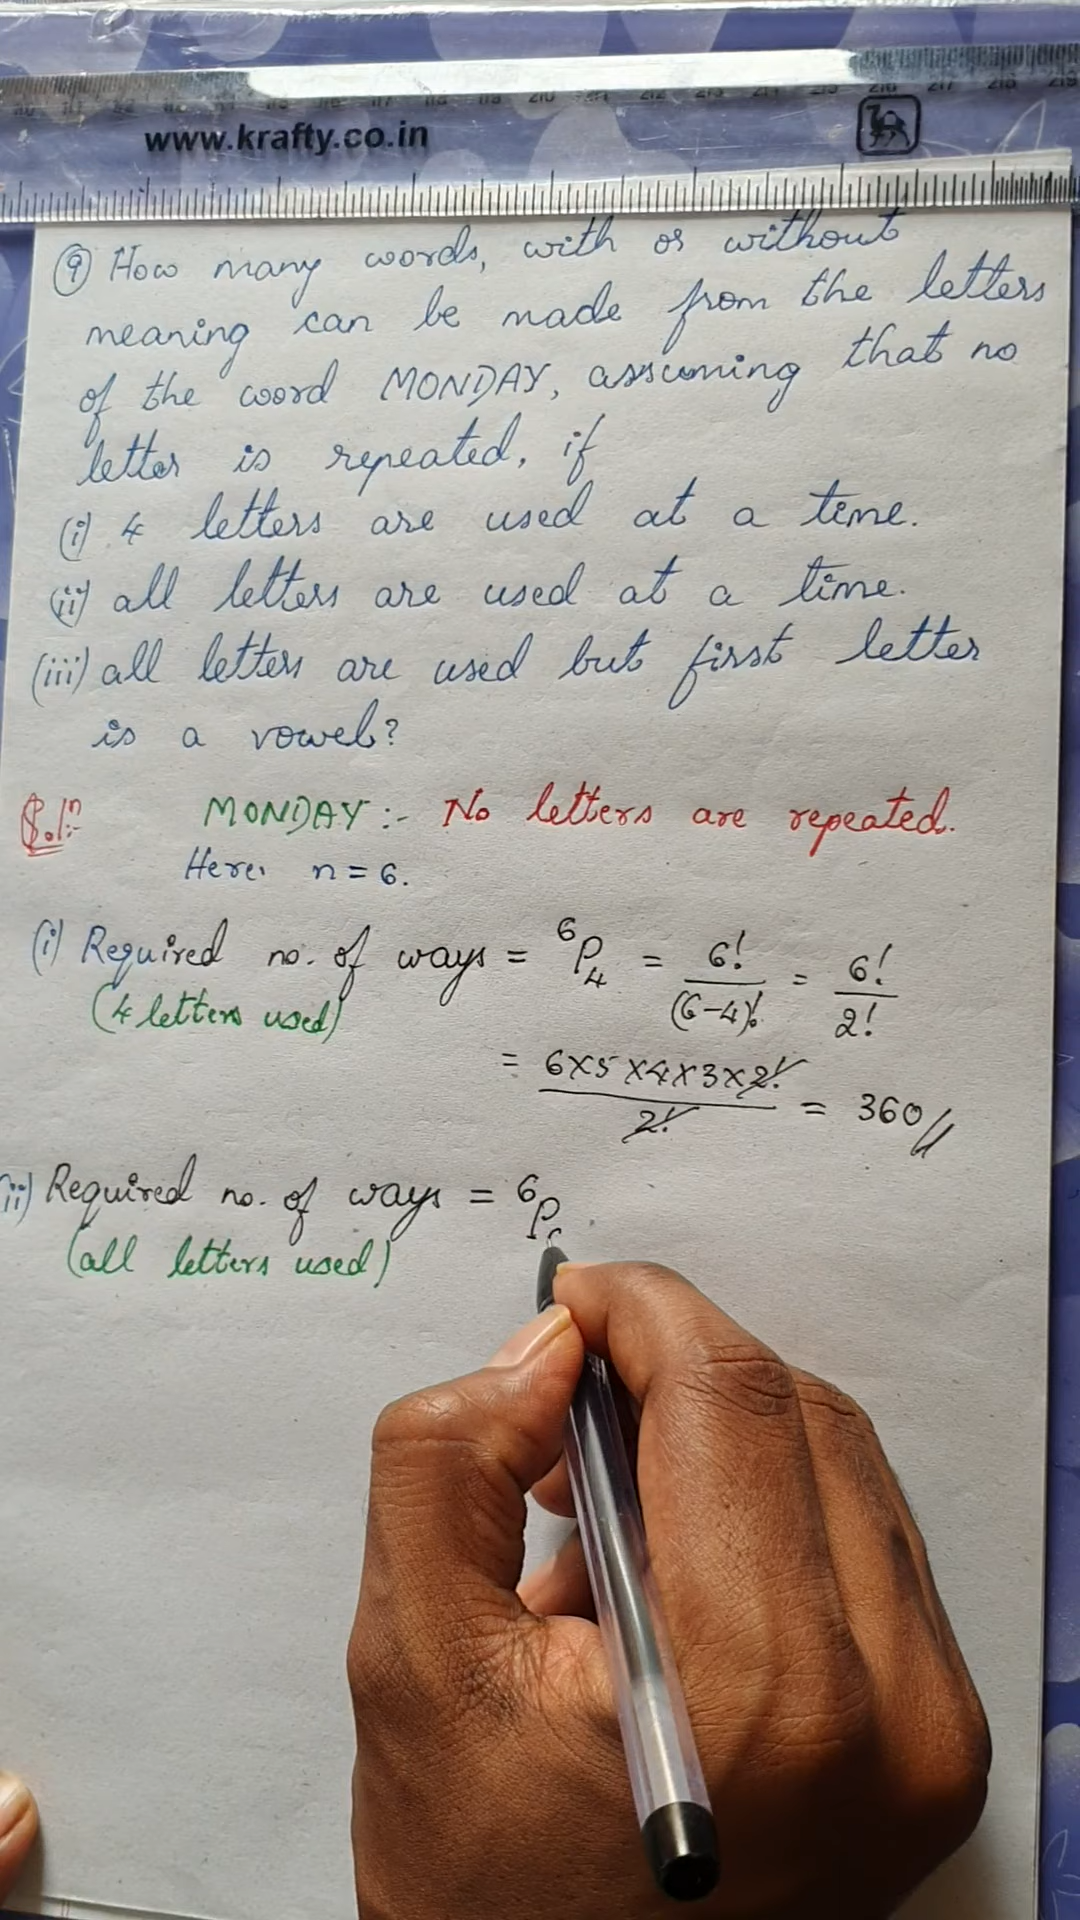 www.krafty.co.in
(9) How many words, with or without
meaning can be made from the letters
of the word MONDAY, assuming that no
letter is repeated, if
(i) 4 letters are used at a time.
(ii) all letters are used at a time.
(iii) all letters are used but first letter
is a vowel?
Solⁿ:- MONDAY:- No letters are repeated.
Here, n = 6.
(i) Required no. of ways = ⁶P₄ = 6!/(6-4)! = 6!/2!
(4 letters used)
= 6×5×4×3×2!/2! = 360//
(ii) Required no. of ways = ⁶P
(all letters used)